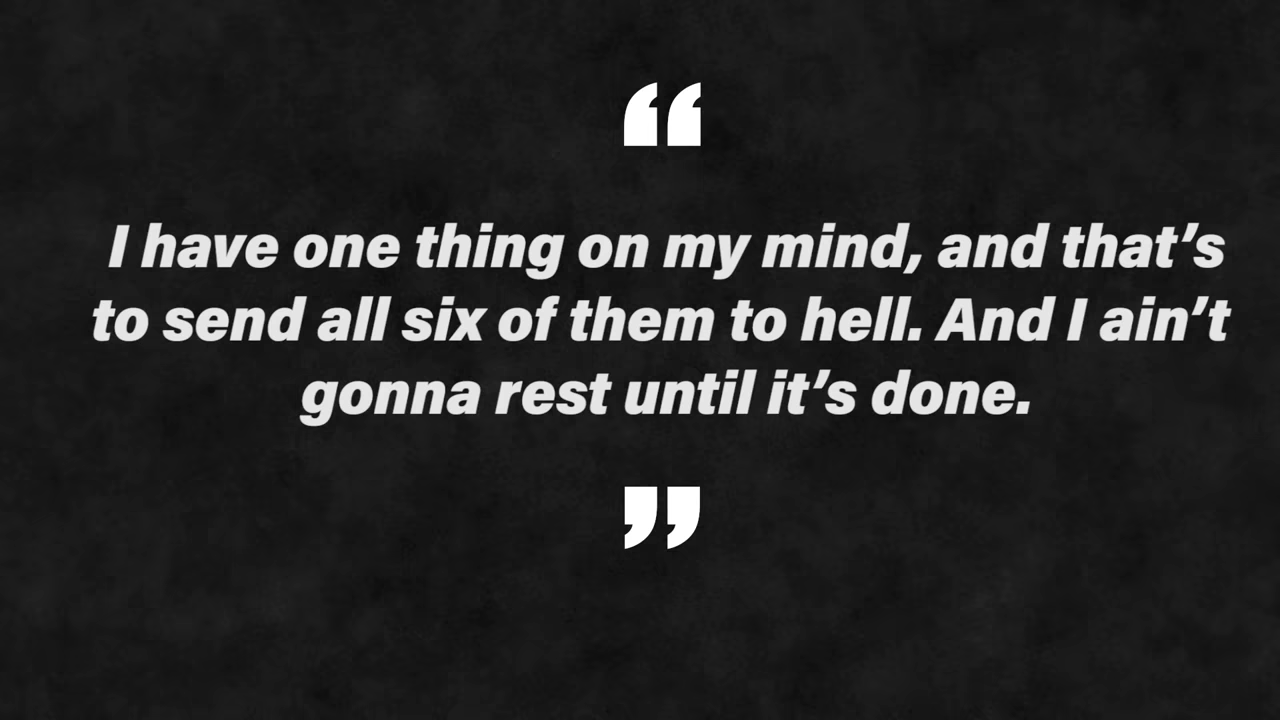 “
I have one thing on my mind, and that’s
to send all six of them to hell. And I ain’t
gonna rest until it’s done.
”